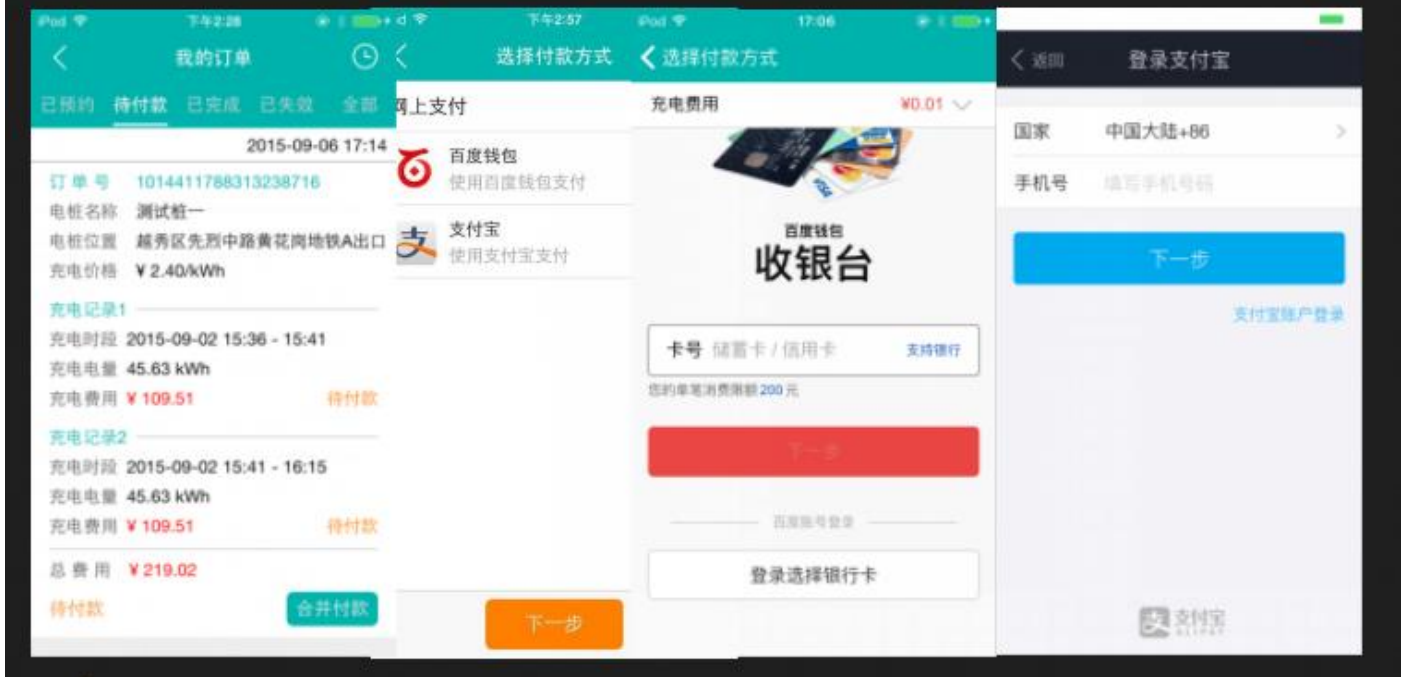 iPod 下午2:28
我的订单
已预约 待付款 已完成 已失效 全部
2015-09-06 17:14
订单号 1014411788313238716
电桩名称 测试桩一
电桩位置 越秀区先烈中路黄花岗地铁A出口
充电价格 ¥ 2.40/kWh
充电记录1
充电时段 2015-09-02 15:36 - 15:41
充电电量 45.63 kWh
充电费用 ¥ 109.51 待付款
充电记录2
充电时段 2015-09-02 15:41 - 16:15
充电电量 45.63 kWh
充电费用 ¥ 109.51 待付款
总费用 ¥ 219.02
待付款 合并付款
d 下午2:57
选择付款方式
网上支付
百度钱包
使用百度钱包支付
支付宝
使用支付宝支付
下一步
iPod 17:06
选择付款方式
充电费用 ¥0.01
VISA
百度钱包
收银台
卡号 储蓄卡 / 信用卡 支持银行
您的单笔消费限额 200 元
下一步
百度账号登录
登录选择银行卡
返回 登录支付宝
国家 中国大陆+86
手机号 填写手机号码
下一步
支付宝账户登录
支付宝
ALIPAY